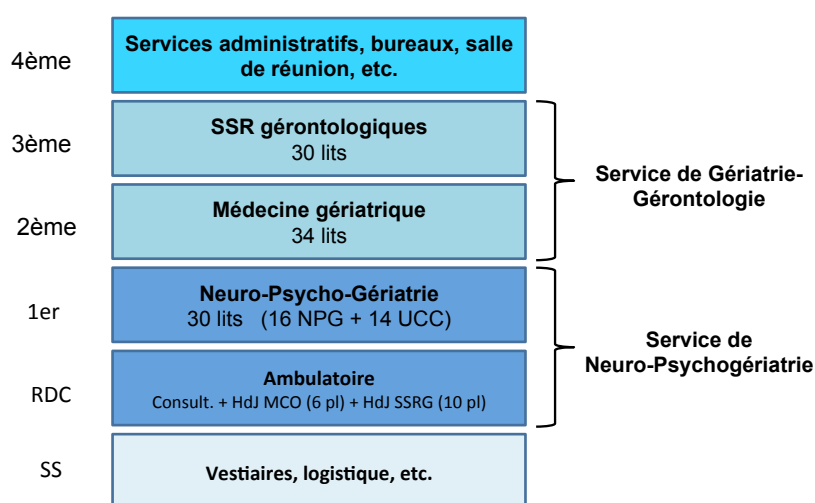 4ème
Services administratifs, bureaux, salle
de réunion, etc.
3ème
SSR gérontologiques
30 lits
Service de Gériatrie-
Gérontologie
2ème
Médecine gériatrique
34 lits
1er
Neuro-Psycho-Gériatrie
30 lits (16 NPG + 14 UCC)
Service de
Neuro-Psychogériatrie
RDC
Ambulatoire
Consult. + HdJ MCO (6 pl) + HdJ SSRG (10 pl)
SS
Vestiaires, logistique, etc.